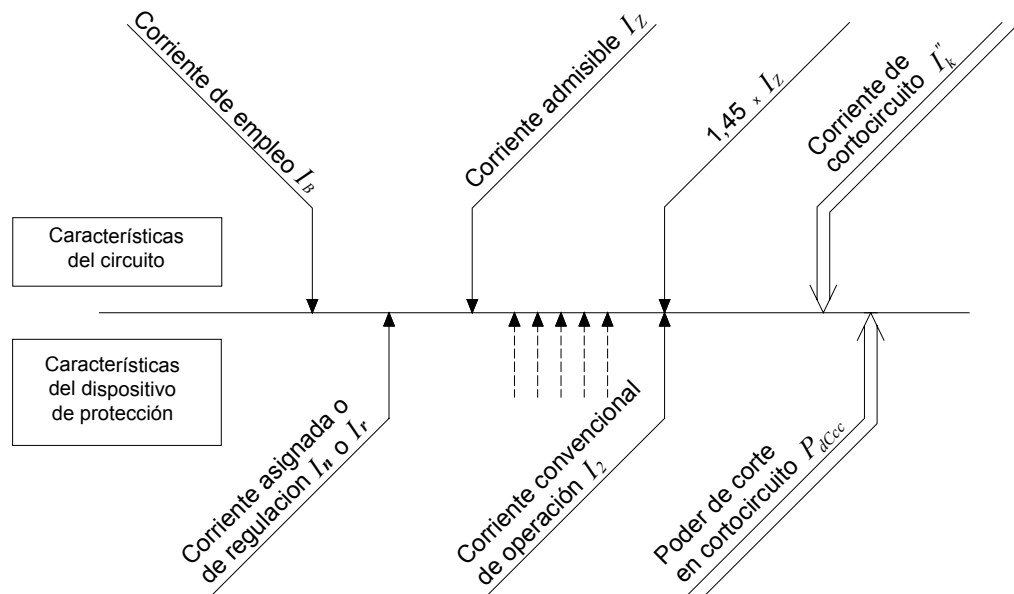 Corriente de empleo I_B
Corriente admisible I_Z
1,45 x I_Z
Corriente de
cortocircuito I_k"
Características
del circuito
Características
del dispositivo
de protección
Corriente asignada o
de regulacion I_n o I_r
Corriente convencional
de operación I_2
Poder de corte
en cortocircuito P_dCcc